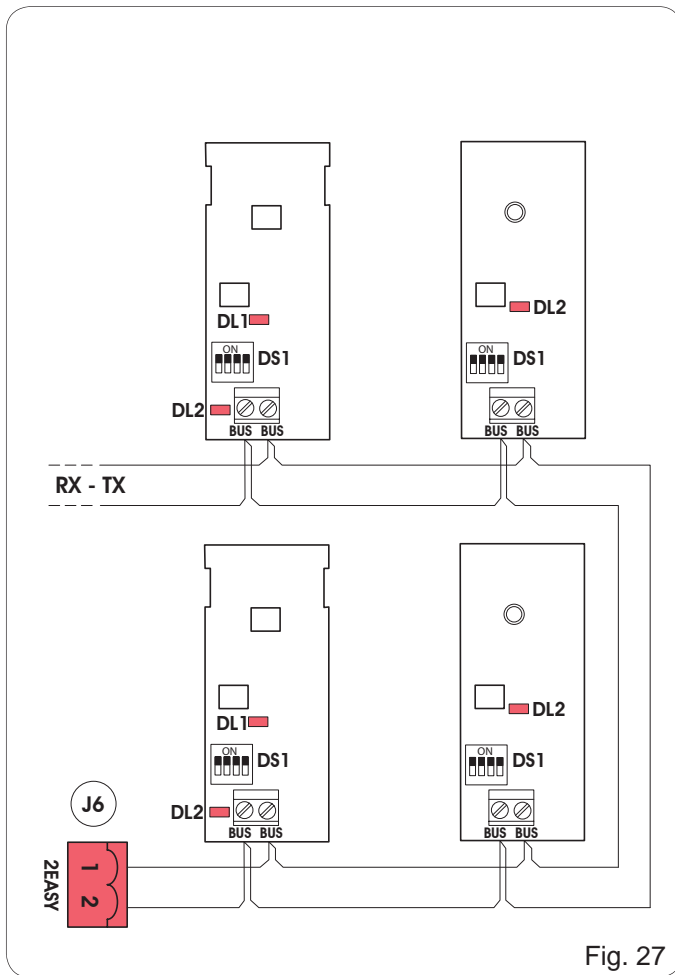 DL1
DL2
ON
DS1
ON
DS1
DL2
BUS BUS
BUS BUS
RX - TX
DL1
DL2
ON
DS1
ON
DS1
J6
DL2
BUS BUS
BUS BUS
2EASY
1
2
Fig. 27